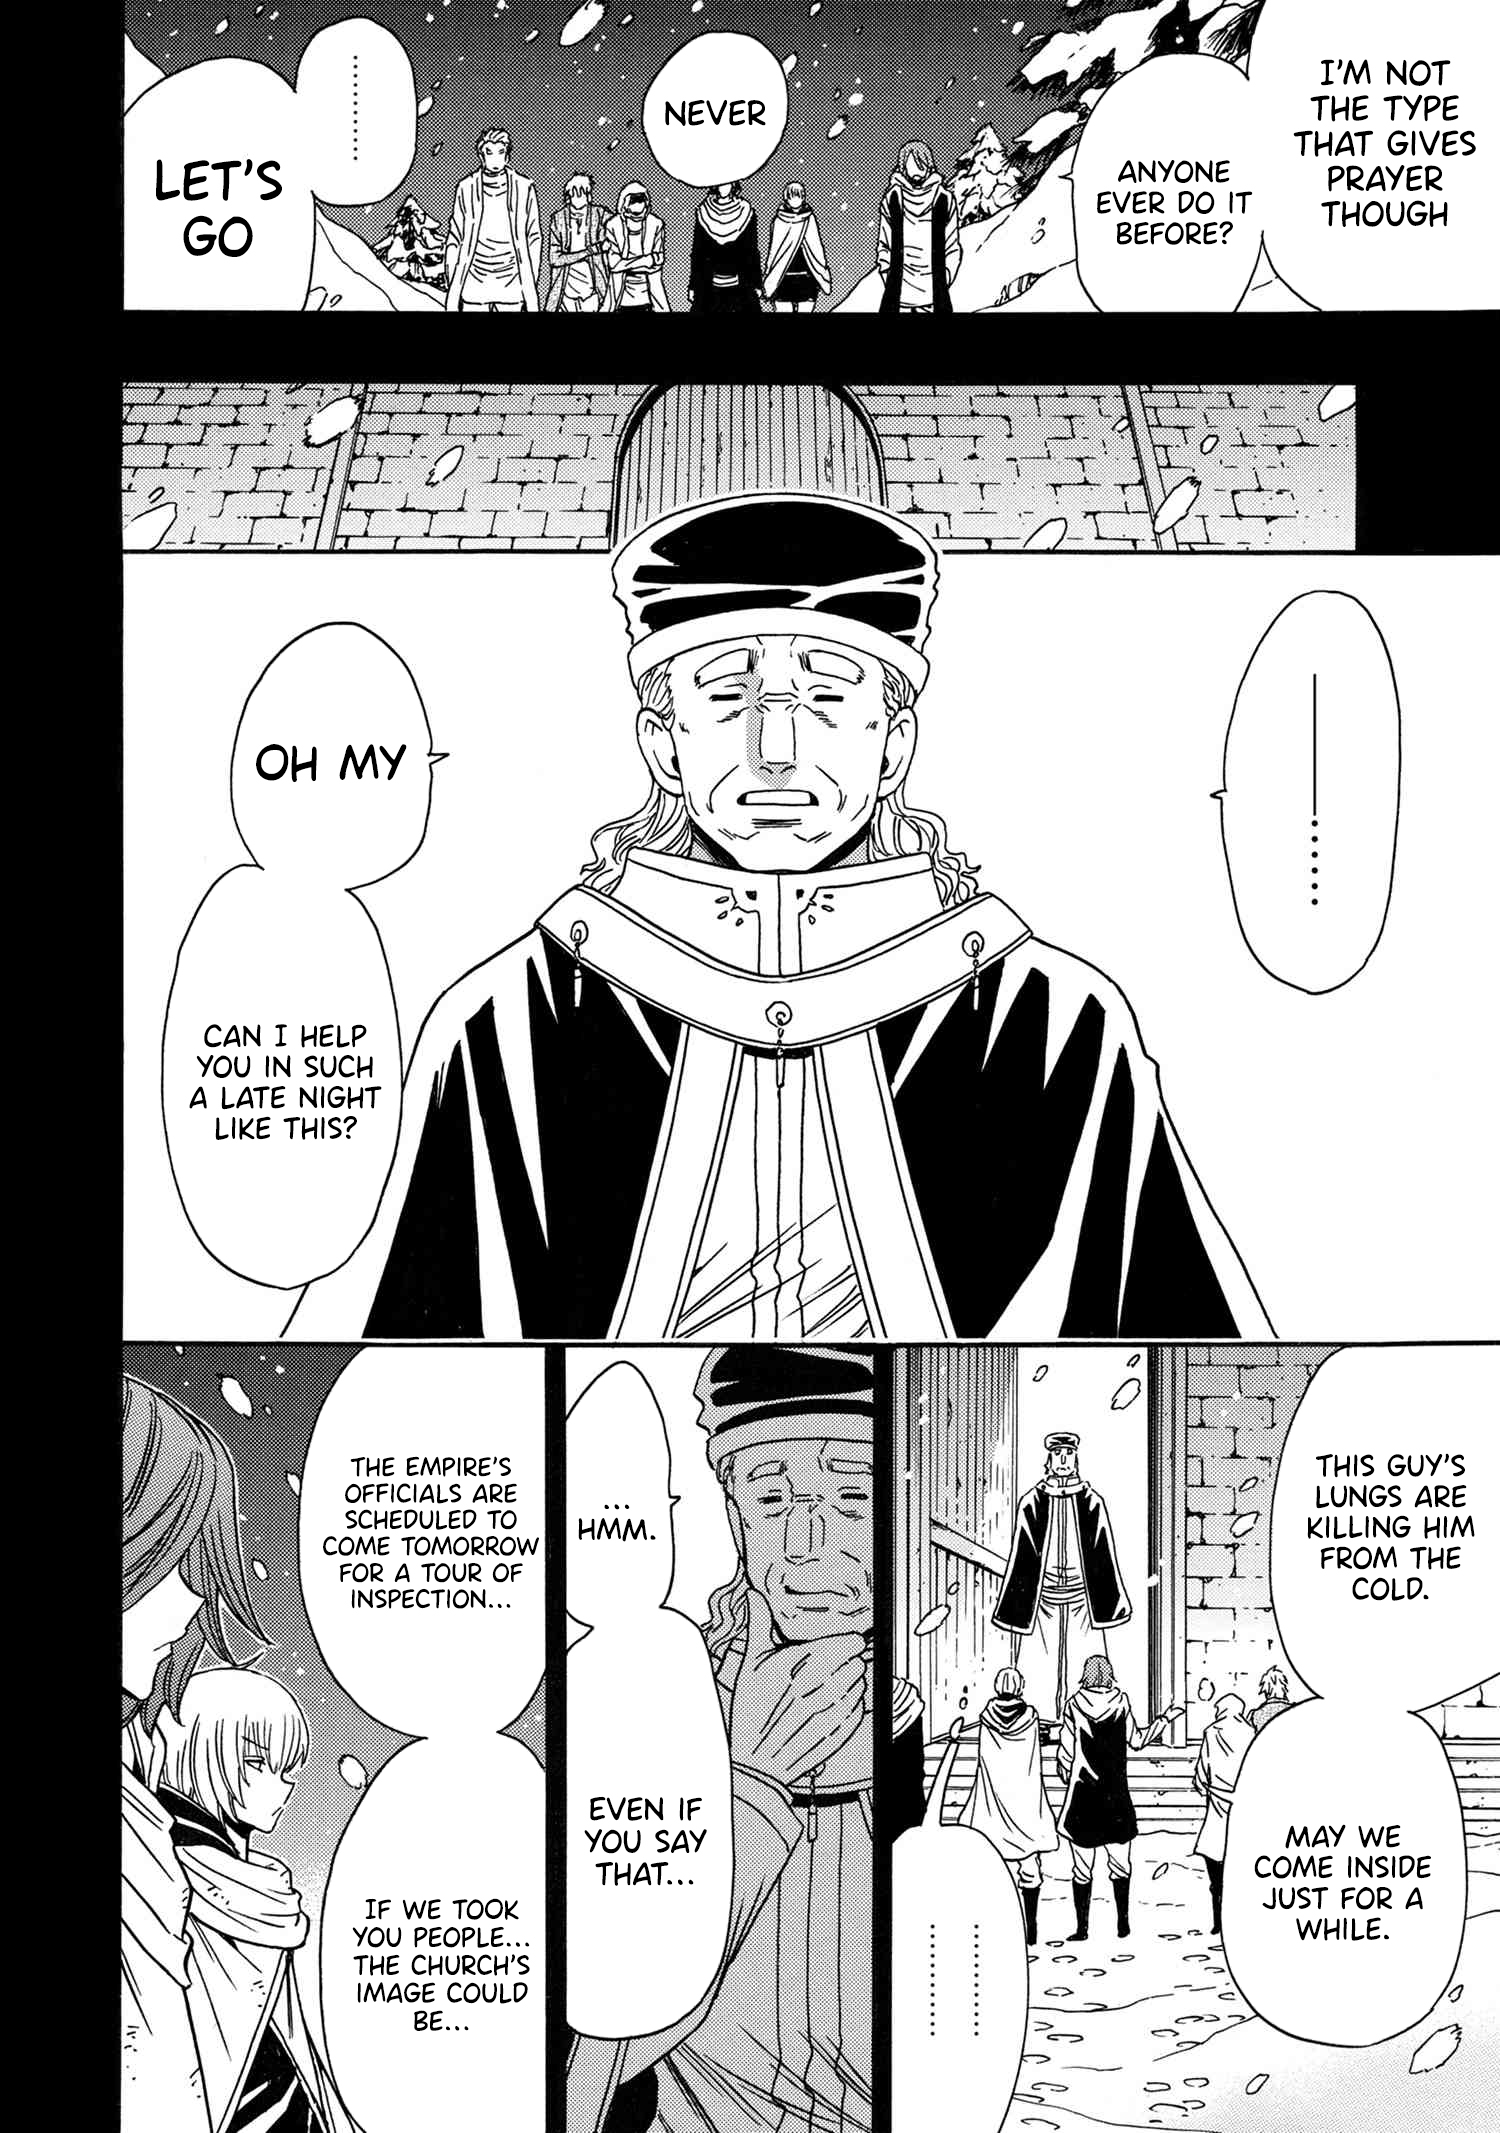 I'M NOT
THE TYPE
THAT GIVES
PRAYER
THOUGH
ANYONE
EVER DO IT
BEFORE?
NEVER
.........
LET'S
GO
—......
OH MY
CAN I HELP
YOU IN SUCH
A LATE NIGHT
LIKE THIS?
THIS GUY'S
LUNGS ARE
KILLING HIM
FROM THE
COLD.
MAY WE
COME INSIDE
JUST FOR A
WHILE.
.........
.........
...
HMM.
EVEN IF
YOU SAY
THAT...
THE EMPIRE'S
OFFICIALS ARE
SCHEDULED TO
COME TOMORROW
FOR A TOUR OF
INSPECTION...
IF WE TOOK
YOU PEOPLE...
THE CHURCH'S
IMAGE COULD
BE...